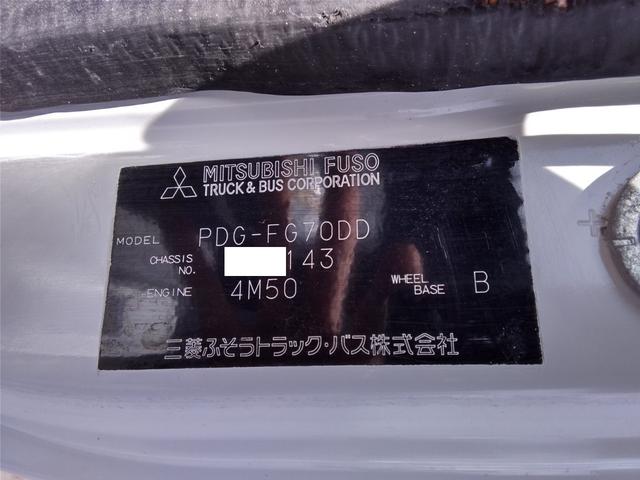 MITSUBISHI FUSO
TRUCK & BUS CORPORATION
MODEL PDG-FG70DD
CHASSIS NO. 143
ENGINE 4M50 WHEEL BASE B
三菱ふそうトラック・バス株式会社